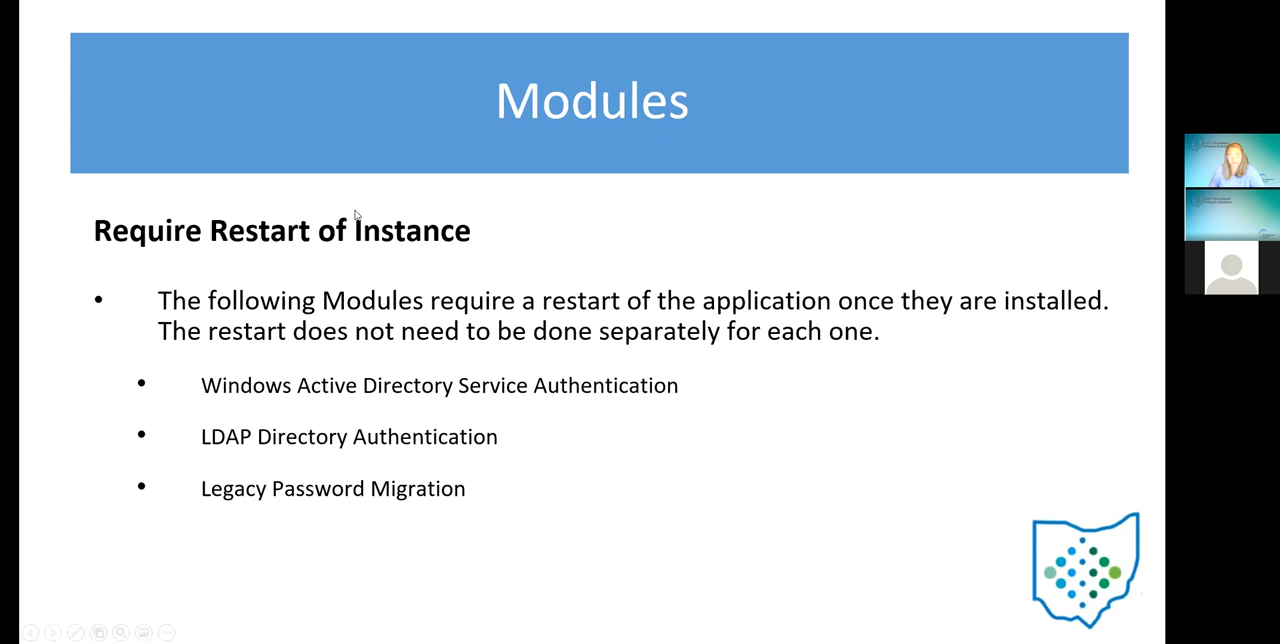 Modules
Require Restart of Instance
• The following Modules require a restart of the application once they are installed.
The restart does not need to be done separately for each one.
• Windows Active Directory Service Authentication
• LDAP Directory Authentication
• Legacy Password Migration